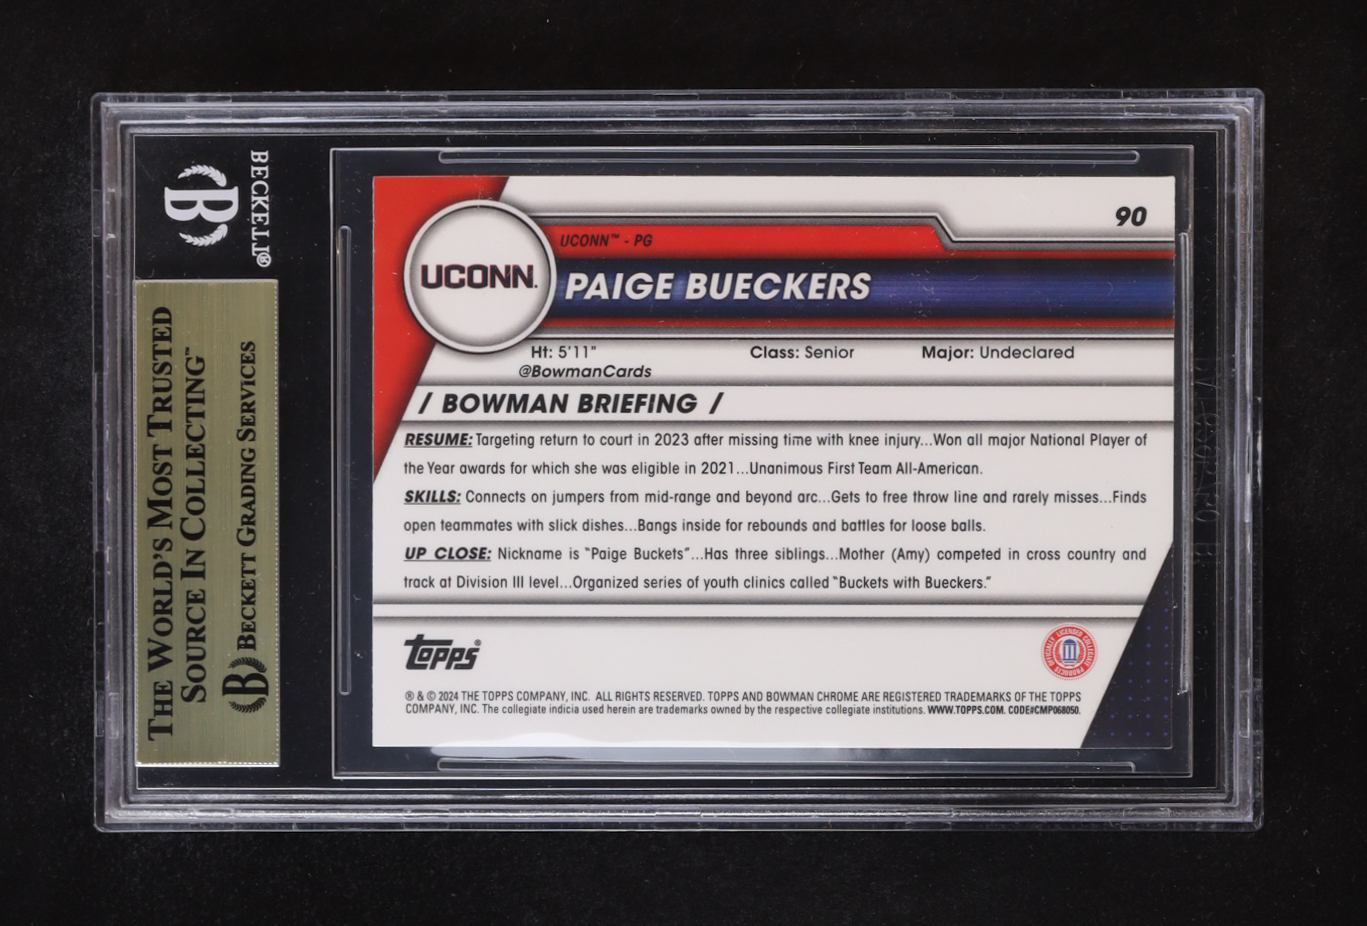 BECKETT®
B
THE WORLD'S MOST TRUSTED
SOURCE IN COLLECTING™
B BECKETT GRADING SERVICES
90
UCONN™ - PG
UCONN.
PAIGE BUECKERS
Ht: 5'11" Class: Senior Major: Undeclared
@BowmanCards
/ BOWMAN BRIEFING /
RESUME: Targeting return to court in 2023 after missing time with knee injury...Won all major National Player of
the Year awards for which she was eligible in 2021...Unanimous First Team All-American.
SKILLS: Connects on jumpers from mid-range and beyond arc...Gets to free throw line and rarely misses...Finds
open teammates with slick dishes...Bangs inside for rebounds and battles for loose balls.
UP CLOSE: Nickname is "Paige Buckets"...Has three siblings...Mother (Amy) competed in cross country and
track at Division III level...Organized series of youth clinics called "Buckets with Bueckers."
Topps®
OFFICIALLY LICENSED COLLEGIATE PRODUCTS
® & © 2024 THE TOPPS COMPANY, INC. ALL RIGHTS RESERVED. TOPPS AND BOWMAN CHROME ARE REGISTERED TRADEMARKS OF THE TOPPS
COMPANY, INC. The collegiate indicia used herein are trademarks owned by the respective collegiate institutions. WWW.TOPPS.COM. CODE#CMP068050.